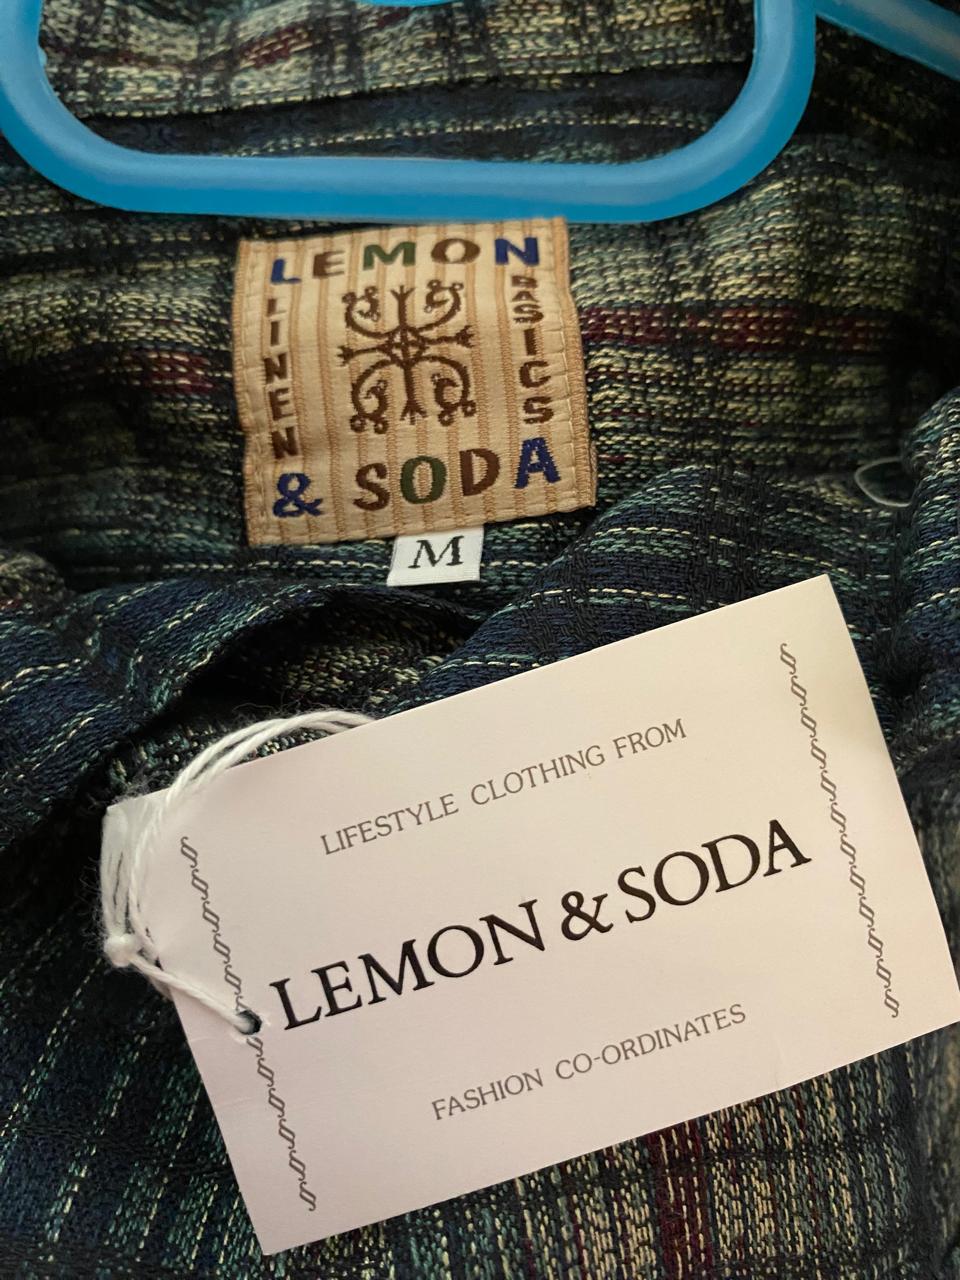 LEMON
LINEN
BASICS
& SODA
M
LIFESTYLE CLOTHING FROM
LEMON & SODA
FASHION CO-ORDINATES